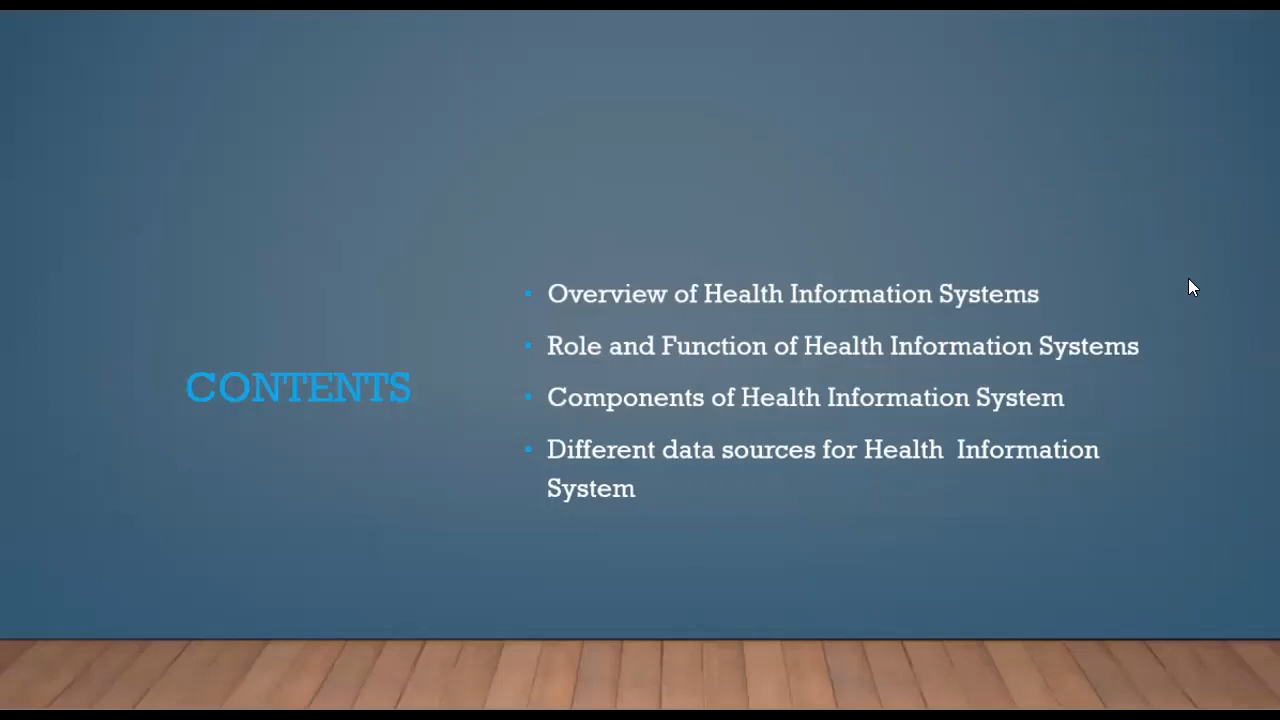 CONTENTS
Overview of Health Information Systems
Role and Function of Health Information Systems
Components of Health Information System
Different data sources for Health  Information
System